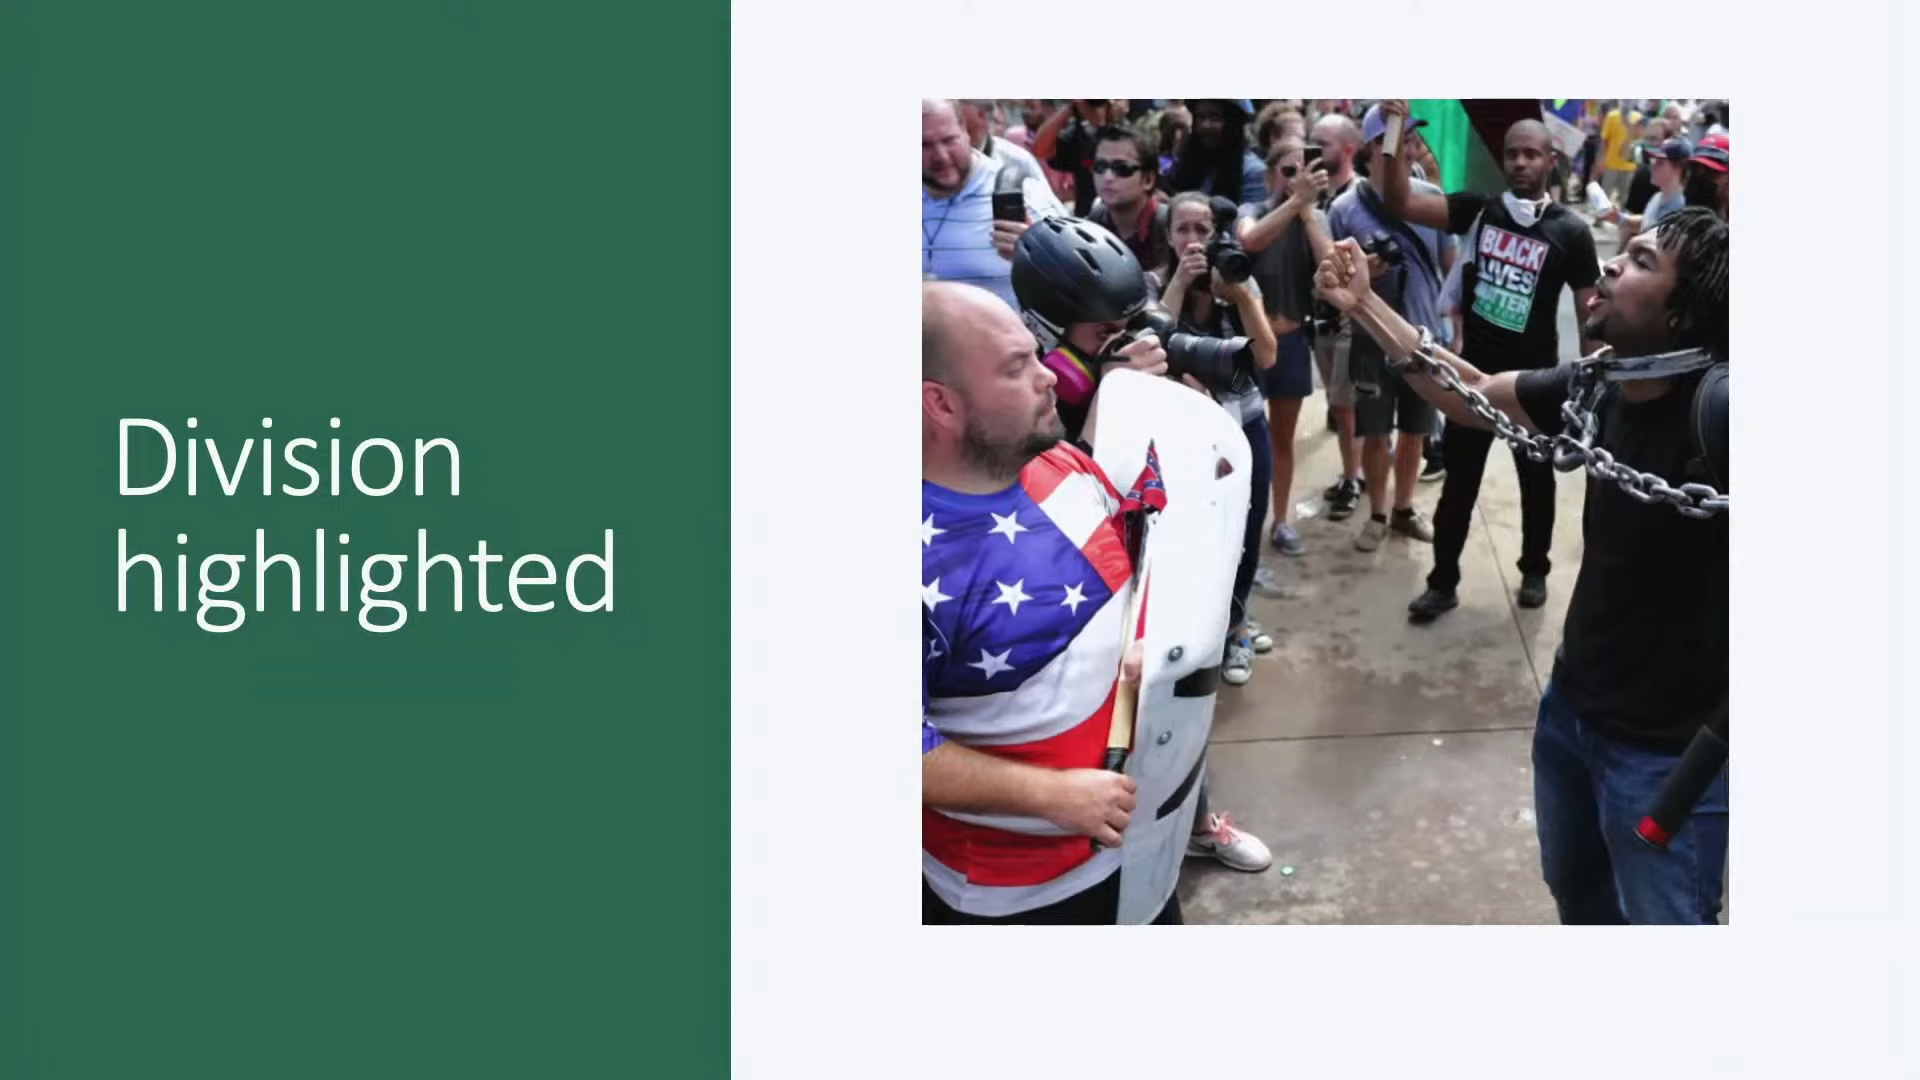 Division
highlighted
BLACK
LIVES
MATTER